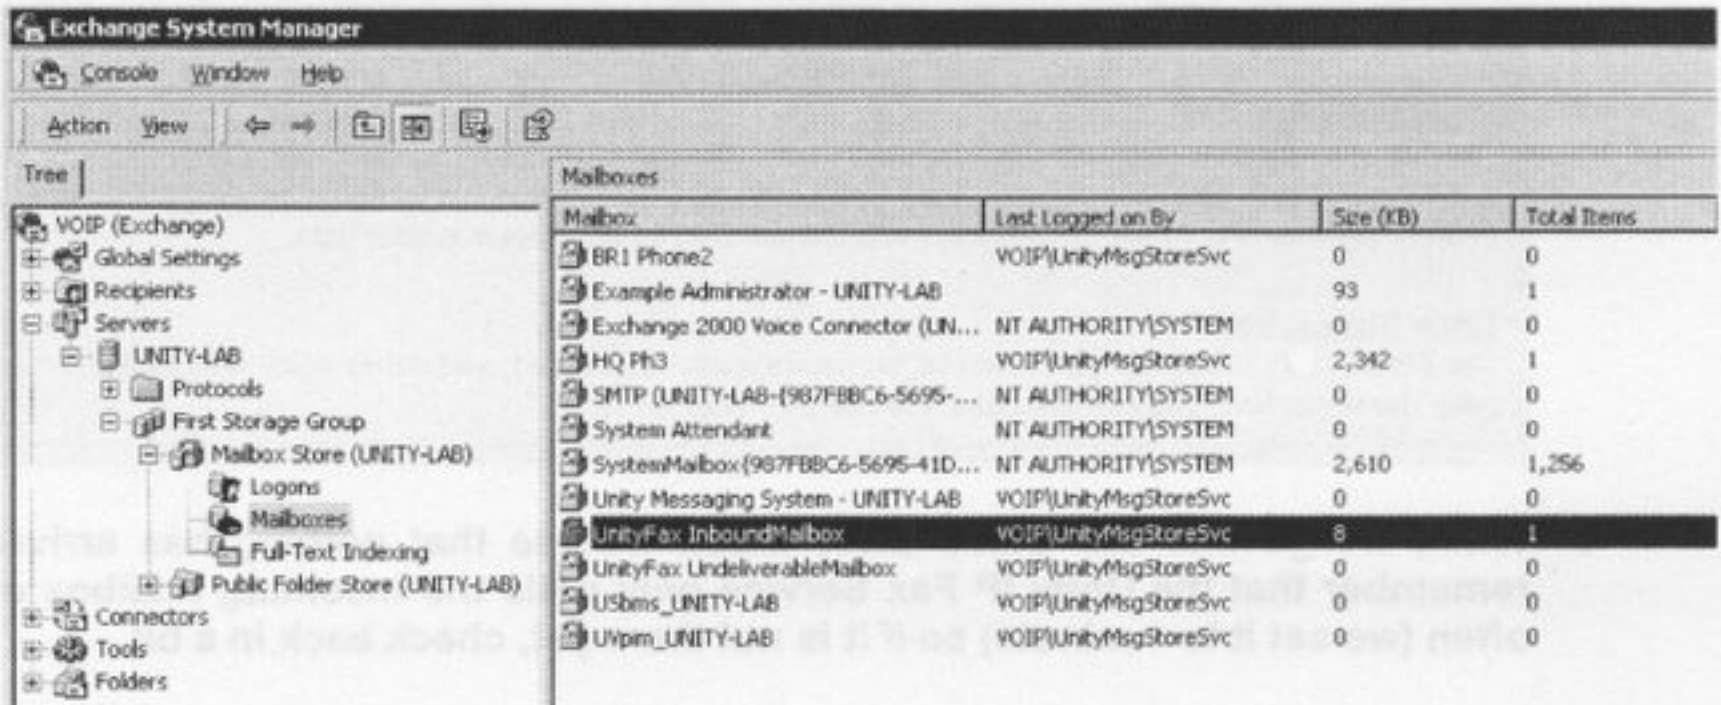 Exchange System Manager
Console Window Help
Action View
Tree
VOIP (Exchange)
Global Settings
Recipients
Servers
UNITY-LAB
Protocols
First Storage Group
Mailbox Store (UNITY-LAB)
Logons
Mailboxes
Full-Text Indexing
Public Folder Store (UNITY-LAB)
Connectors
Tools
Folders
Mailboxes
Mailbox Last Logged on By Size (KB) Total Items
BR1 Phone2 VOIP\UnityMsgStoreSvc 0 0
Example Administrator - UNITY-LAB 93 1
Exchange 2000 Voice Connector (UN... NT AUTHORITY\SYSTEM 0 0
HQ Ph3 VOIP\UnityMsgStoreSvc 2,342 1
SMTP (UNITY-LAB-{987FBBC6-5695-... NT AUTHORITY\SYSTEM 0 0
System Attendant NT AUTHORITY\SYSTEM 0 0
SystemMailbox{987FBBC6-5695-41D... NT AUTHORITY\SYSTEM 2,610 1,256
Unity Messaging System - UNITY-LAB VOIP\UnityMsgStoreSvc 0 0
UnityFax InboundMailbox VOIP\UnityMsgStoreSvc 8 1
UnityFax UndeliverableMailbox VOIP\UnityMsgStoreSvc 0 0
USbms_UNITY-LAB VOIP\UnityMsgStoreSvc 0 0
UVpim_UNITY-LAB VOIP\UnityMsgStoreSvc 0 0